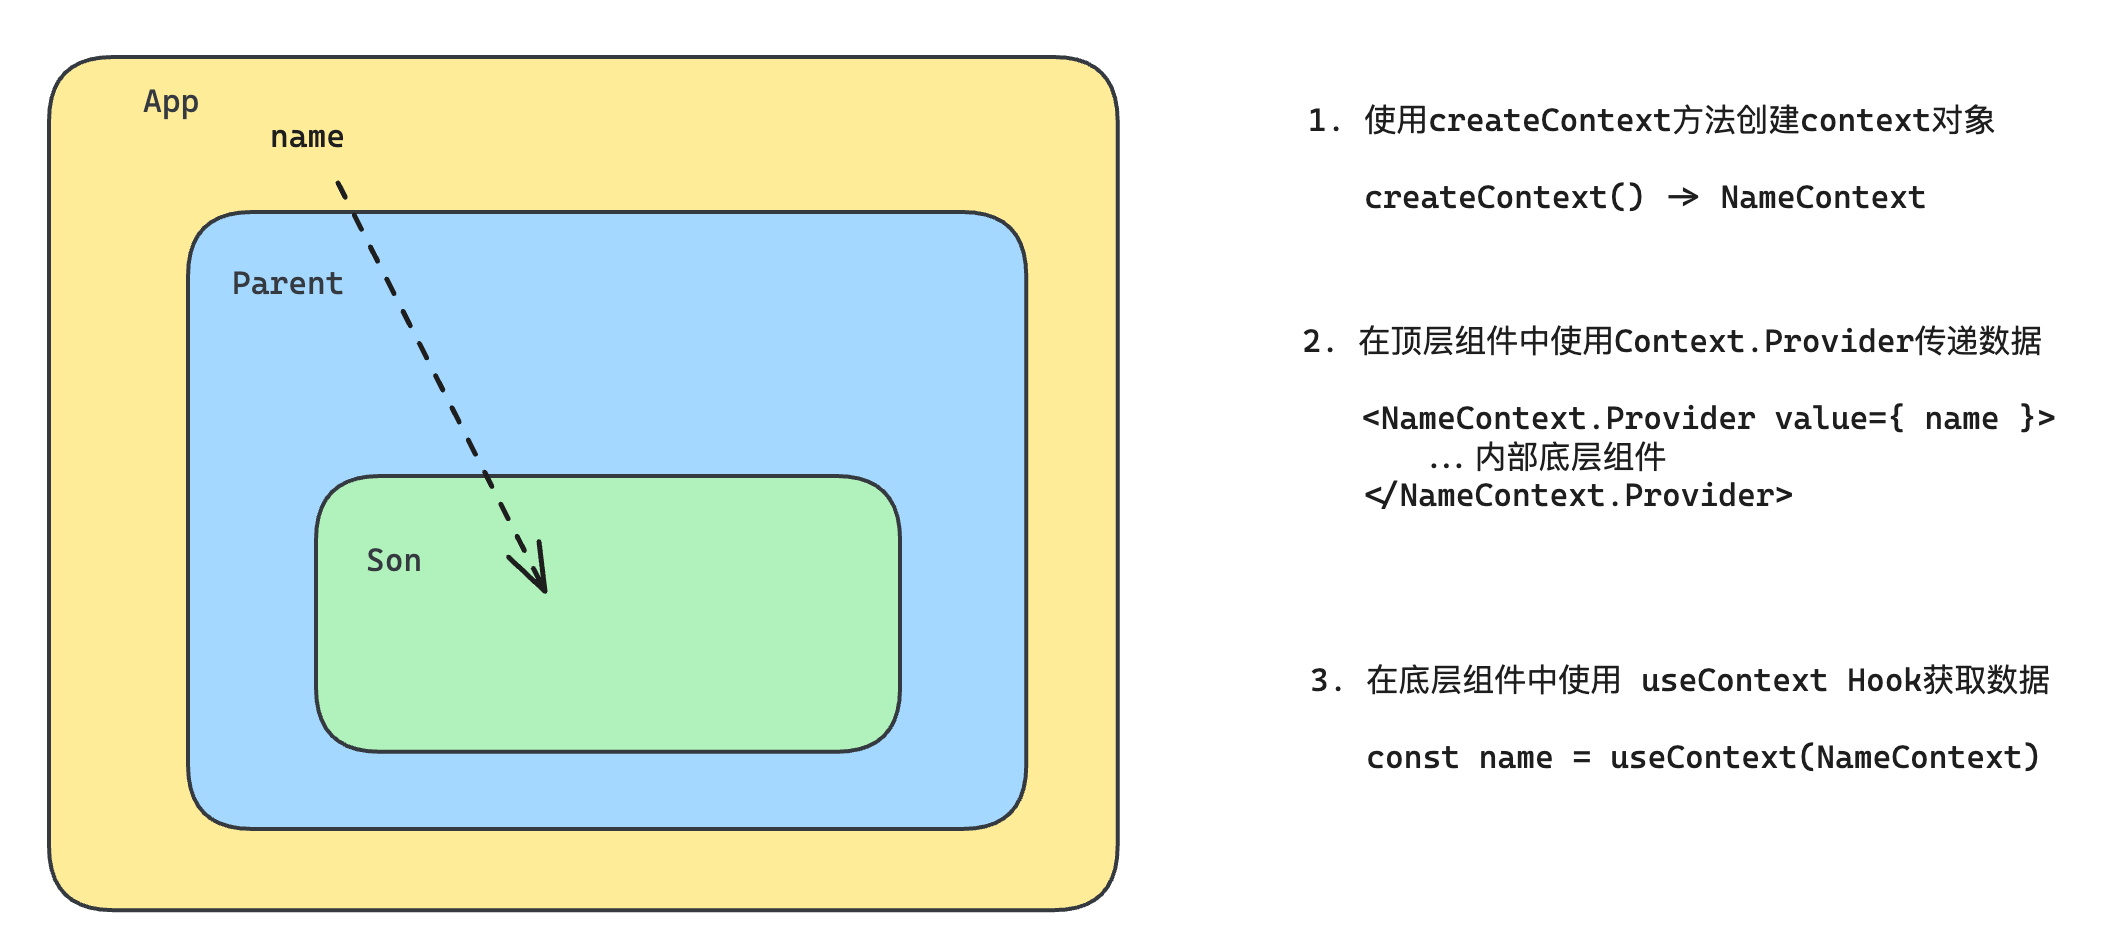 App
name
Parent
Son
1. 使用createContext方法创建context对象
createContext() -> NameContext
2. 在顶层组件中使用Context.Provider传递数据
<NameContext.Provider value={ name }>
... 内部底层组件
</NameContext.Provider>
3. 在底层组件中使用 useContext Hook获取数据
const name = useContext(NameContext)